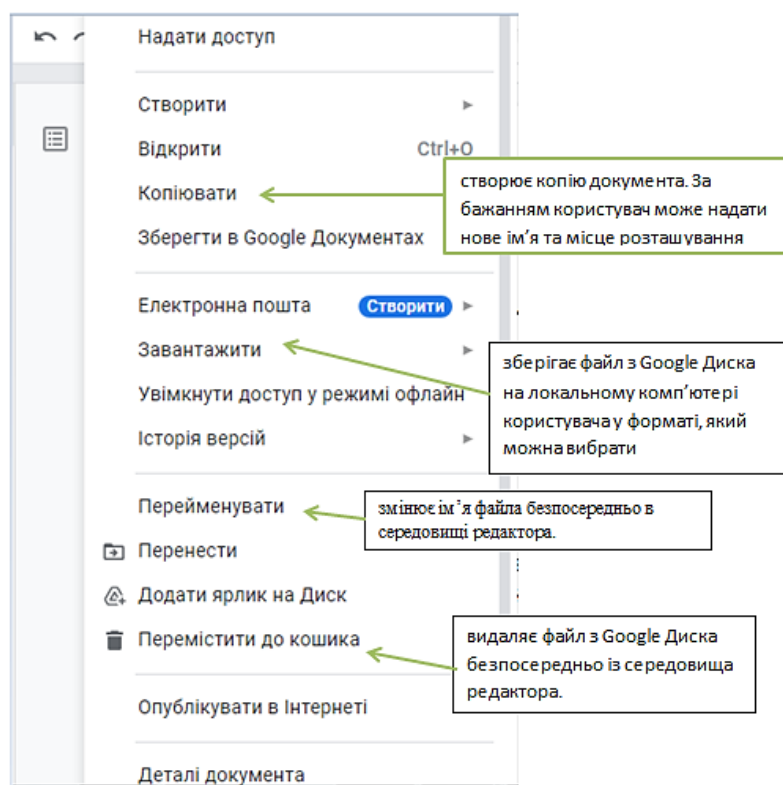 Надати доступ
Створити
Відкрити Ctrl+O
Копіювати
створює копію документа. За
бажанням користувач може надати
нове ім’я та місце розташування
Зберегти в Google Документах
Електронна пошта Створити
Завантажити
зберігає файл з Google Диска
на локальному комп’ютері
користувача у форматі, який
можна вибрати
Увімкнути доступ у режимі офлайн
Історія версій
Перейменувати
змінює ім’я файла безпосередньо в
середовищі редактора.
Перенести
Додати ярлик на Диск
Перемістити до кошика
видаляє файл з Google Диска
безпосередньо із середовища
редактора.
Опублікувати в Інтернеті
Деталі документа